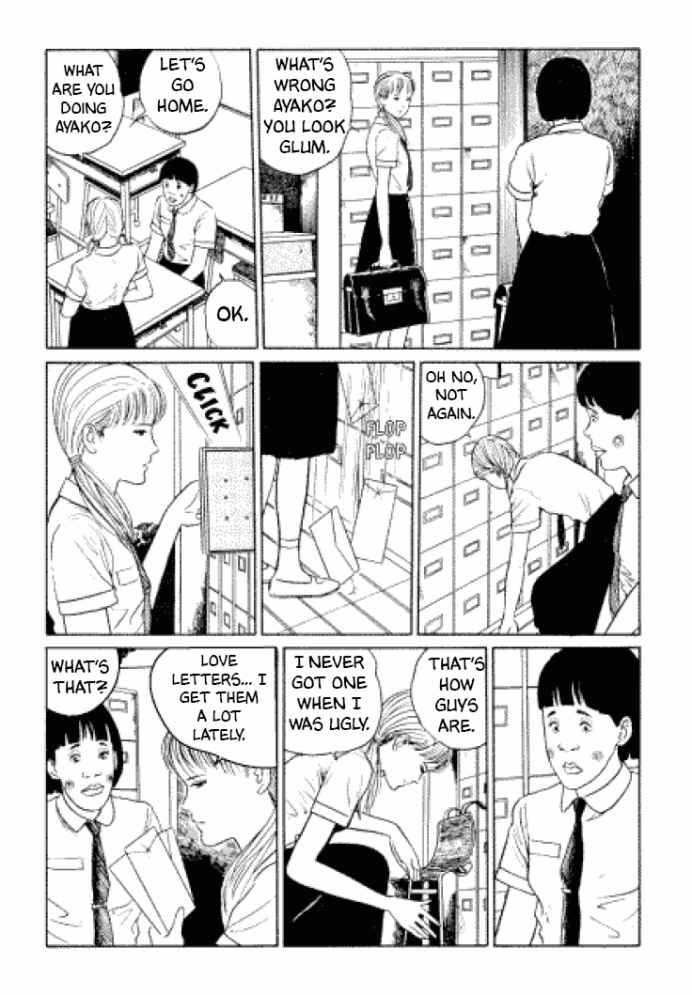 WHAT
ARE YOU
DOING
AYAKO?
LET'S
GO
HOME.
OK.
WHAT'S
WRONG
AYAKO?
YOU LOOK
GLUM.
CLICK
FLOP
FLOP
OH NO,
NOT
AGAIN.
WHAT'S
THAT?
LOVE
LETTERS... I
GET THEM
A LOT
LATELY.
I NEVER
GOT ONE
WHEN I
WAS UGLY.
THAT'S
HOW
GUYS
ARE.